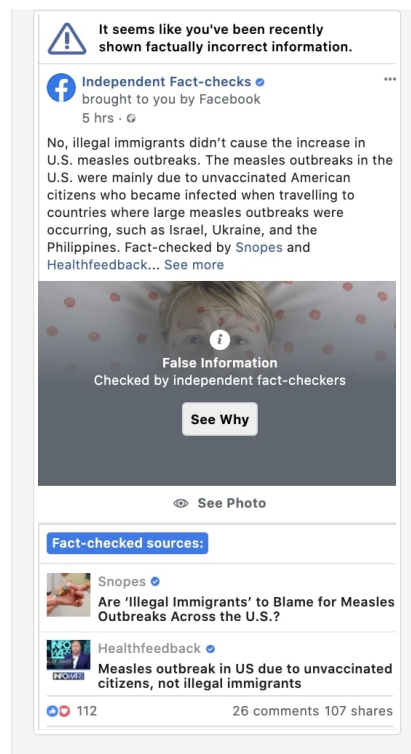 It seems like you've been recently
shown factually incorrect information.
Independent Fact-checks
brought to you by Facebook
5 hrs ·
No, illegal immigrants didn't cause the increase in
U.S. measles outbreaks. The measles outbreaks in the
U.S. were mainly due to unvaccinated American
citizens who became infected when travelling to
countries where large measles outbreaks were
occurring, such as Israel, Ukraine, and the
Philippines. Fact-checked by Snopes and
Healthfeedback... See more
False Information
Checked by independent fact-checkers
See Why
See Photo
Fact-checked sources:
Snopes
Are 'Illegal Immigrants' to Blame for Measles
Outbreaks Across the U.S.?
INFO
WARS
INFOWARS
Healthfeedback
Measles outbreak in US due to unvaccinated
citizens, not illegal immigrants
112
26 comments 107 shares